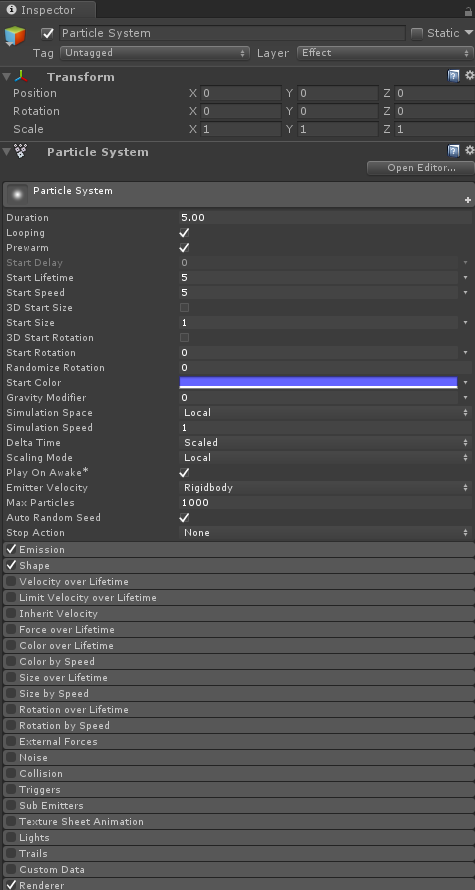 Inspector
Particle System Static
Tag Untagged Layer Effect
Transform
Position X 0 Y 0 Z 0
Rotation X 0 Y 0 Z 0
Scale X 1 Y 1 Z 1
Particle System
Open Editor...
Particle System
Duration 5.00
Looping
Prewarm
Start Delay 0
Start Lifetime 5
Start Speed 5
3D Start Size
Start Size 1
3D Start Rotation
Start Rotation 0
Randomize Rotation 0
Start Color
Gravity Modifier 0
Simulation Space Local
Simulation Speed 1
Delta Time Scaled
Scaling Mode Local
Play On Awake*
Emitter Velocity Rigidbody
Max Particles 1000
Auto Random Seed
Stop Action None
Emission
Shape
Velocity over Lifetime
Limit Velocity over Lifetime
Inherit Velocity
Force over Lifetime
Color over Lifetime
Color by Speed
Size over Lifetime
Size by Speed
Rotation over Lifetime
Rotation by Speed
External Forces
Noise
Collision
Triggers
Sub Emitters
Texture Sheet Animation
Lights
Trails
Custom Data
Renderer